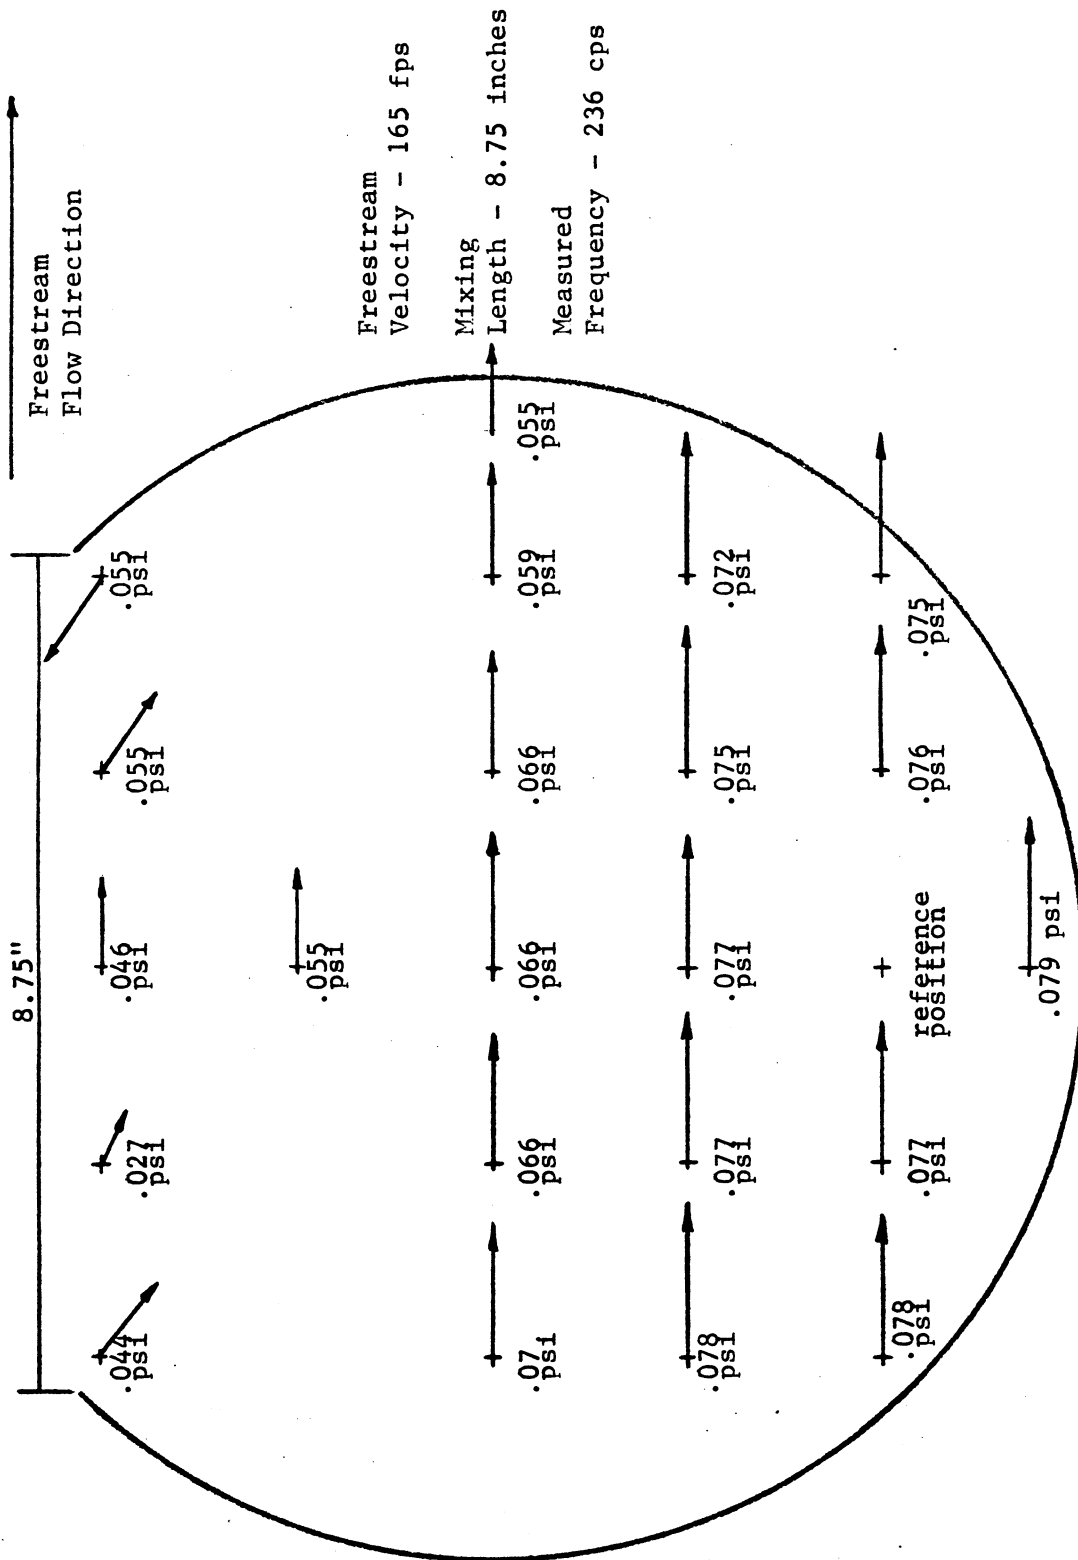 8.75"
Freestream
Flow Direction
.044
psi
.027
psi
.046
psi
.055
psi
.055
psi
.055
psi
Freestream
Velocity – 165 fps
Mixing
Length – 8.75 inches
Measured
Frequency – 236 cps
.07
psi
.066
psi
.066
psi
.066
psi
.059
psi
.055
psi
.078
psi
.077
psi
.077
psi
.075
psi
.072
psi
.078
psi
.077
psi
reference
position
.076
psi
.075
psi
.079 psi